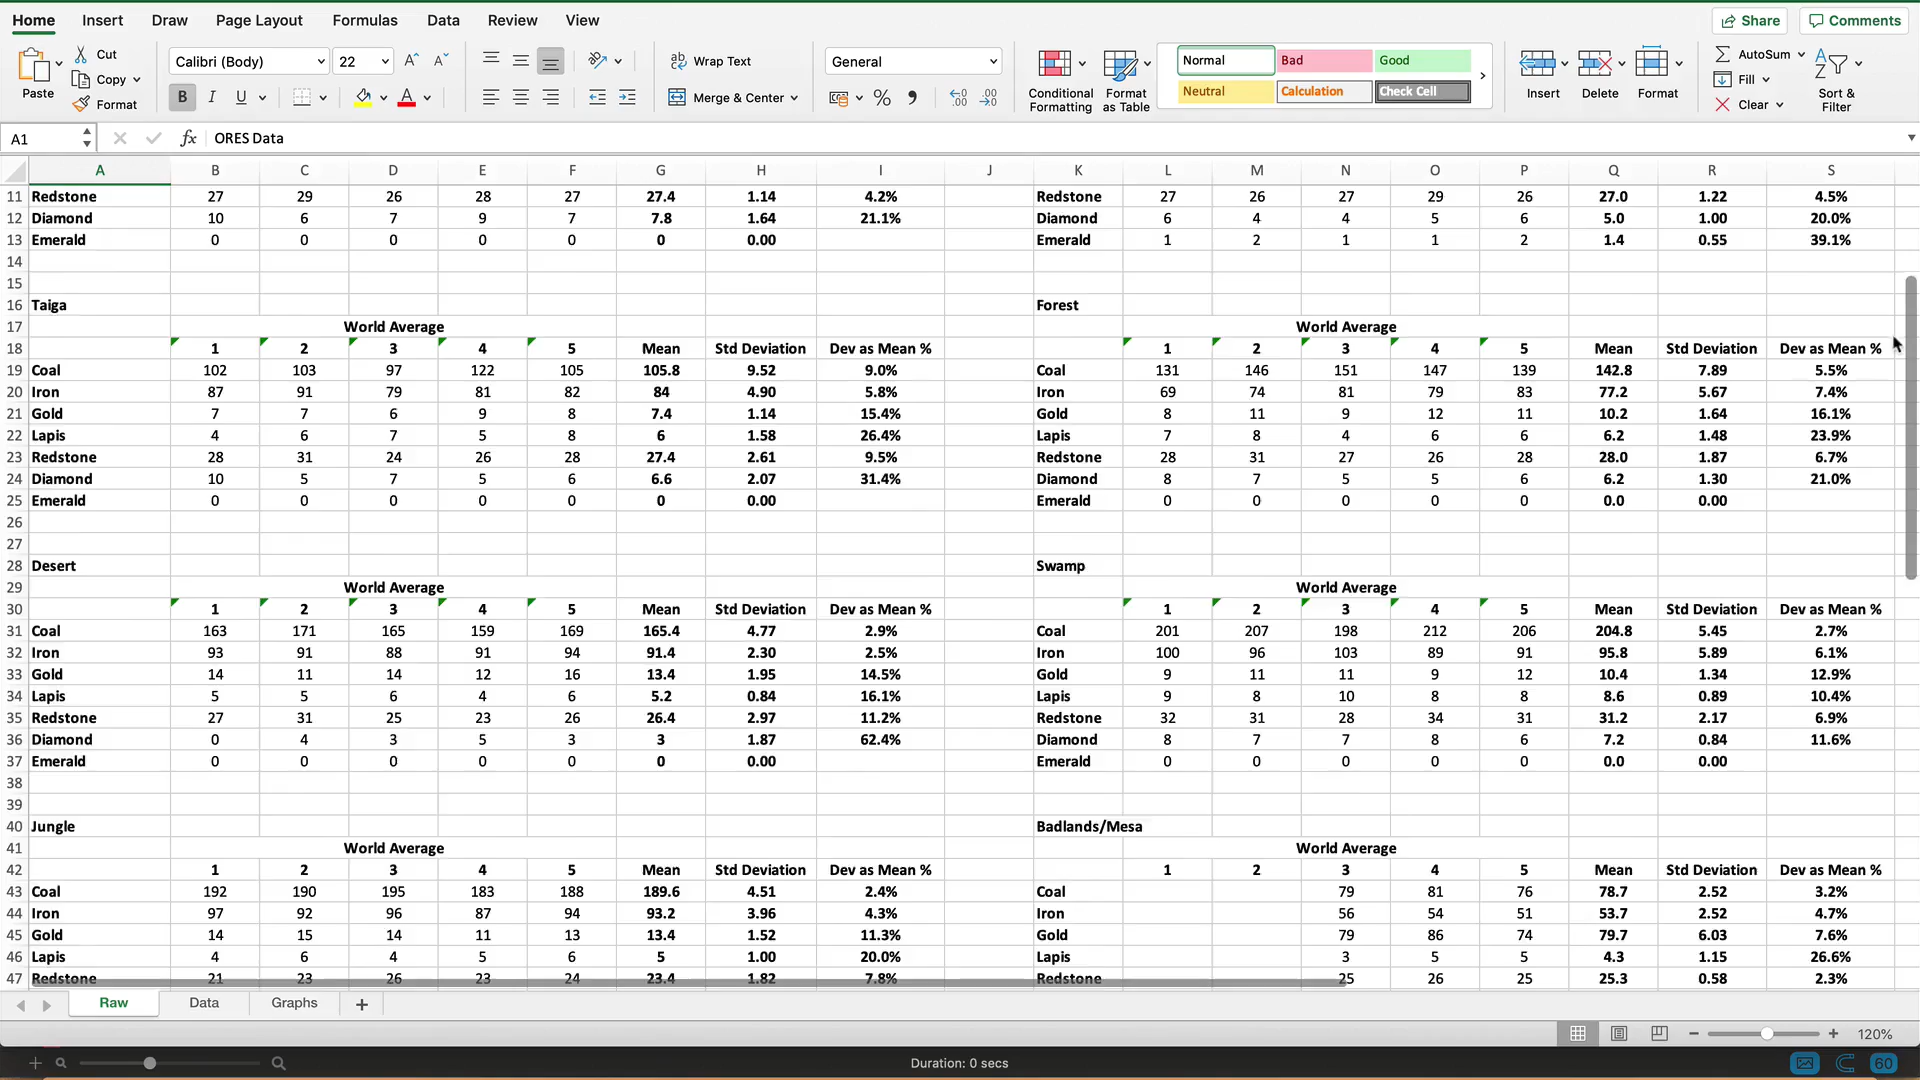 Home Insert Draw Page Layout Formulas Data Review View Share Comments
Paste Cut Copy Format Calibri (Body) 22 A^ A˅ Wrap Text General Conditional Formatting Format as Table Normal Bad Good Insert Delete Format AutoSum Fill Clear Sort & Filter
B I U A Merge & Center % Neutral Calculation Check Cell
A1 fx ORES Data
A B C D E F G H I J K L M N O P Q R S
11 Redstone 27 29 26 28 27 27.4 1.14 4.2% Redstone 27 26 27 29 26 27.0 1.22 4.5%
12 Diamond 10 6 7 9 7 7.8 1.64 21.1% Diamond 6 4 4 5 6 5.0 1.00 20.0%
13 Emerald 0 0 0 0 0 0 0.00 Emerald 1 2 1 1 2 1.4 0.55 39.1%
14
15
16 Taiga Forest
17 World Average World Average
18 1 2 3 4 5 Mean Std Deviation Dev as Mean % 1 2 3 4 5 Mean Std Deviation Dev as Mean %
19 Coal 102 103 97 122 105 105.8 9.52 9.0% Coal 131 146 151 147 139 142.8 7.89 5.5%
20 Iron 87 91 79 81 82 84 4.90 5.8% Iron 69 74 81 79 83 77.2 5.67 7.4%
21 Gold 7 7 6 9 8 7.4 1.14 15.4% Gold 8 11 9 12 11 10.2 1.64 16.1%
22 Lapis 4 6 7 5 8 6 1.58 26.4% Lapis 7 8 4 6 6 6.2 1.48 23.9%
23 Redstone 28 31 24 26 28 27.4 2.61 9.5% Redstone 28 31 27 26 28 28.0 1.87 6.7%
24 Diamond 10 5 7 5 6 6.6 2.07 31.4% Diamond 8 7 5 5 6 6.2 1.30 21.0%
25 Emerald 0 0 0 0 0 0 0.00 Emerald 0 0 0 0 0 0.0 0.00
26
27
28 Desert Swamp
29 World Average World Average
30 1 2 3 4 5 Mean Std Deviation Dev as Mean % 1 2 3 4 5 Mean Std Deviation Dev as Mean %
31 Coal 163 171 165 159 169 165.4 4.77 2.9% Coal 201 207 198 212 206 204.8 5.45 2.7%
32 Iron 93 91 88 91 94 91.4 2.30 2.5% Iron 100 96 103 89 91 95.8 5.89 6.1%
33 Gold 14 11 14 12 16 13.4 1.95 14.5% Gold 9 11 11 9 12 10.4 1.34 12.9%
34 Lapis 5 5 6 4 6 5.2 0.84 16.1% Lapis 9 8 10 8 8 8.6 0.89 10.4%
35 Redstone 27 31 25 23 26 26.4 2.97 11.2% Redstone 32 31 28 34 31 31.2 2.17 6.9%
36 Diamond 0 4 3 5 3 3 1.87 62.4% Diamond 8 7 7 8 6 7.2 0.84 11.6%
37 Emerald 0 0 0 0 0 0 0.00 Emerald 0 0 0 0 0 0.0 0.00
38
39
40 Jungle Badlands/Mesa
41 World Average World Average
42 1 2 3 4 5 Mean Std Deviation Dev as Mean % 1 2 3 4 5 Mean Std Deviation Dev as Mean %
43 Coal 192 190 195 183 188 189.6 4.51 2.4% Coal 79 81 76 78.7 2.52 3.2%
44 Iron 97 92 96 87 94 93.2 3.96 4.3% Iron 56 54 51 53.7 2.52 4.7%
45 Gold 14 15 14 11 13 13.4 1.52 11.3% Gold 79 86 74 79.7 6.03 7.6%
46 Lapis 4 6 4 5 6 5 1.00 20.0% Lapis 3 5 5 4.3 1.15 26.6%
47 Redstone 21 23 26 23 24 23.4 1.82 7.8% Redstone 25 26 25 25.3 0.58 2.3%
Raw Data Graphs +
120%
Duration: 0 secs 60